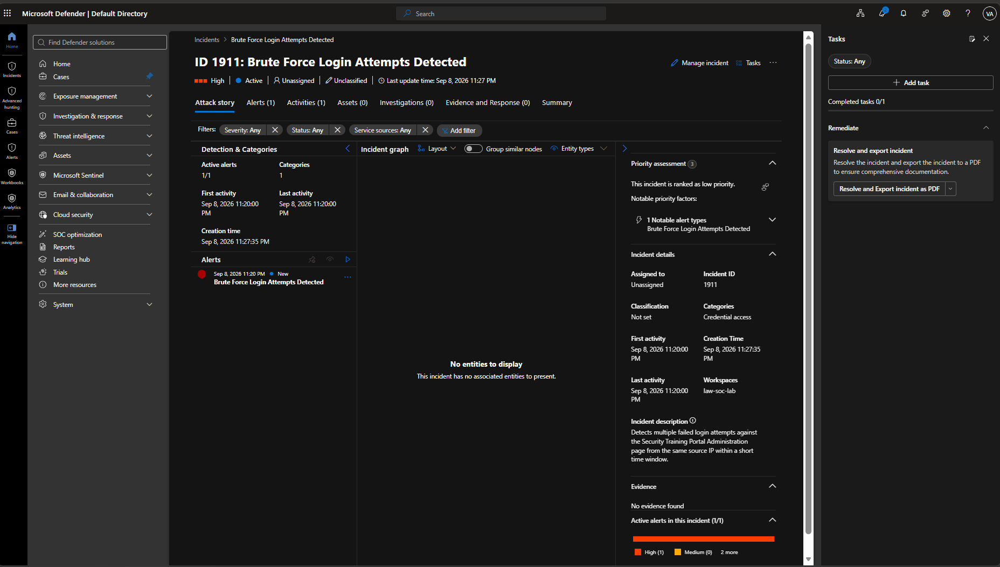 Microsoft Defender | Default Directory
Search
2
VA
Home
Incidents
Advanced
hunting
Cases
Alerts
Workbooks
Analytics
Hide
navigation
Find Defender solutions
Home
Cases
Exposure management
Investigation & response
Threat intelligence
Assets
Microsoft Sentinel
Email & collaboration
Cloud security
SOC optimization
Reports
Learning hub
Trials
More resources
System
Incidents > Brute Force Login Attempts Detected
ID 1911: Brute Force Login Attempts Detected
Manage incident
Tasks
High | Active | Unassigned | Unclassified | Last update time: Sep 8, 2026 11:27 PM
Attack story
Alerts (1)
Activities (1)
Assets (0)
Investigations (0)
Evidence and Response (0)
Summary
Filters:
Severity: Any
Status: Any
Service sources: Any
Add filter
Detection & Categories
Active alerts
1/1
Categories
1
First activity
Sep 8, 2026 11:20:00
PM
Last activity
Sep 8, 2026 11:20:00
PM
Creation time
Sep 8, 2026 11:27:35 PM
Alerts
Sep 8, 2026 11:20 PM
New
Brute Force Login Attempts Detected
Incident graph
Layout
Group similar nodes
Entity types
No entities to display
This incident has no associated entities to present.
Priority assessment 3
This incident is ranked as low priority.
Notable priority factors:
1 Notable alert types
Brute Force Login Attempts Detected
Incident details
Assigned to
Unassigned
Incident ID
1911
Classification
Not set
Categories
Credential access
First activity
Sep 8, 2026 11:20:00
PM
Creation Time
Sep 8, 2026 11:27:35
PM
Last activity
Sep 8, 2026 11:20:00
PM
Workspaces
law-soc-lab
Incident description
Detects multiple failed login attempts against
the Security Training Portal Administration
page from the same source IP within a short
time window.
Evidence
No evidence found
Active alerts in this incident (1/1)
High (1)
Medium (0)
2 more
Tasks
Status: Any
Add task
Completed tasks 0/1
Remediate
Resolve and export incident
Resolve the incident and export the incident to a PDF
to ensure comprehensive documentation.
Resolve and Export incident as PDF